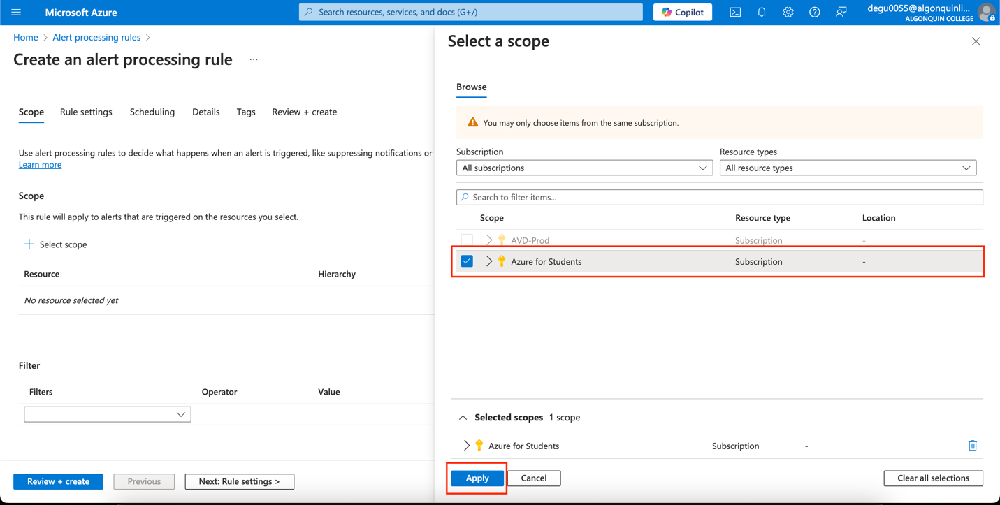 Microsoft Azure
Search resources, services, and docs (G+/)
Copilot
degu0055@algonquinli...
ALGONQUIN COLLEGE
Home > Alert processing rules >
Create an alert processing rule ...
Scope Rule settings Scheduling Details Tags Review + create
Use alert processing rules to decide what happens when an alert is triggered, like suppressing notifications or
Learn more
Scope
This rule will apply to alerts that are triggered on the resources you select.
+ Select scope
Resource Hierarchy
No resource selected yet
Filter
Filters Operator Value
Review + create Previous Next: Rule settings >
Select a scope
Browse
You may only choose items from the same subscription.
Subscription Resource types
All subscriptions All resource types
Search to filter items...
Scope Resource type Location
AVD-Prod Subscription -
Azure for Students Subscription -
Selected scopes 1 scope
Azure for Students Subscription -
Apply Cancel Clear all selections